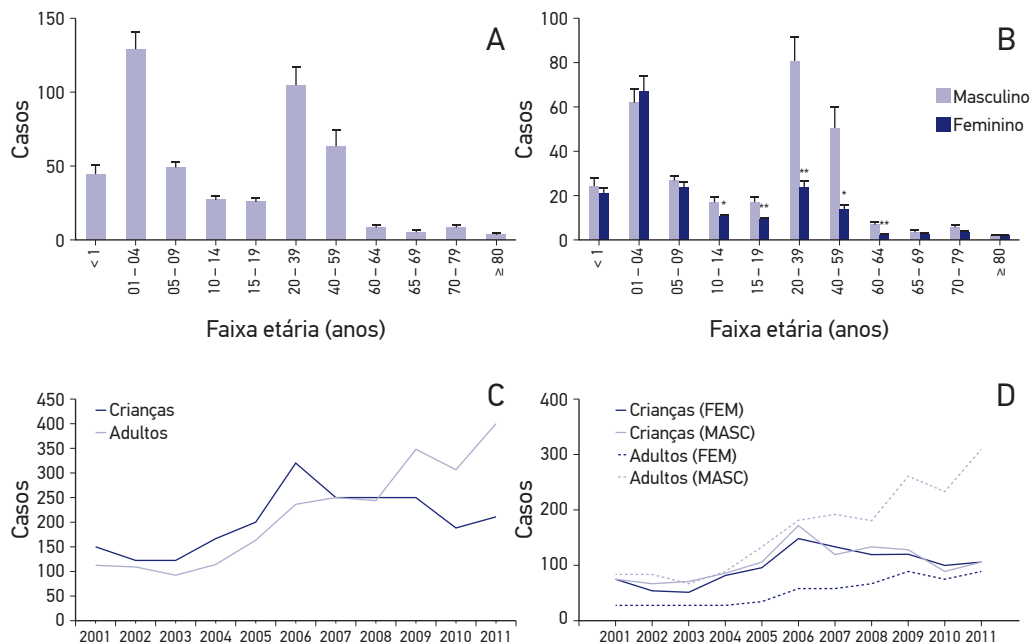 A
150
100
50
0
Casos
< 1
01 – 04
05 – 09
10 – 14
15 – 19
20 – 39
40 – 59
60 – 64
65 – 69
70 – 79
≥ 80
Faixa etária (anos)
B
100
80
60
40
20
0
Casos
Masculino
Feminino
*
**
**
*
**
< 1
01 – 04
05 – 09
10 – 14
15 – 19
20 – 39
40 – 59
60 – 64
65 – 69
70 – 79
≥ 80
Faixa etária (anos)
C
450
400
350
300
250
200
150
100
50
0
Casos
Crianças
Adultos
2001 2002 2003 2004 2005 2006 2007 2008 2009 2010 2011
D
400
300
200
100
0
Casos
Crianças (FEM)
Crianças (MASC)
Adultos (FEM)
Adultos (MASC)
2001 2002 2003 2004 2005 2006 2007 2008 2009 2010 2011